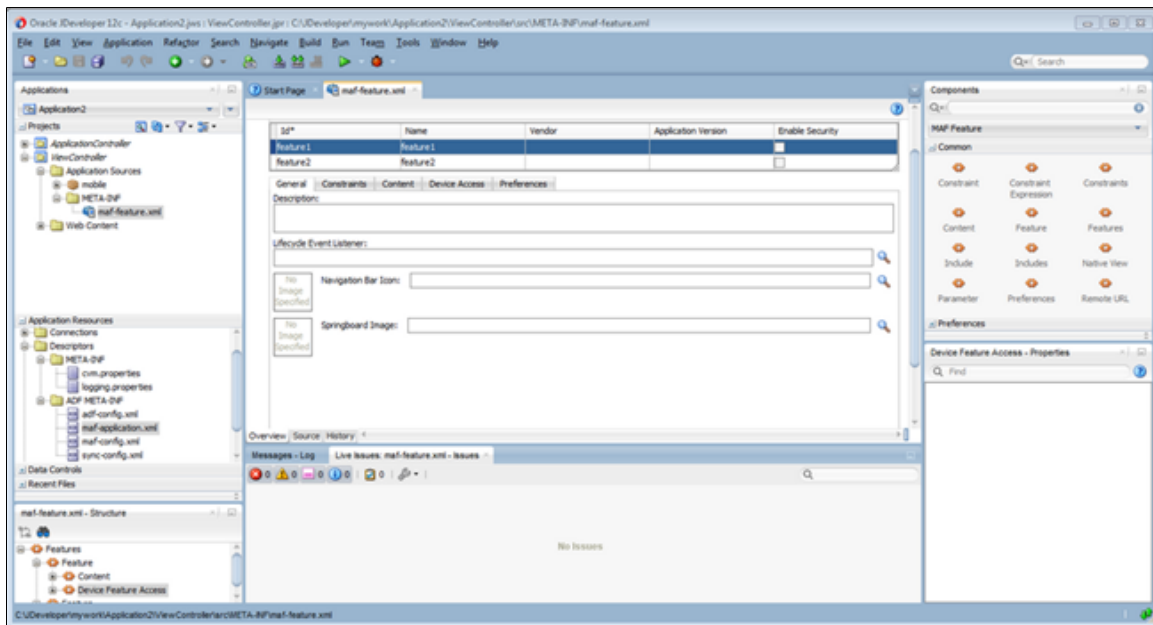 Oracle JDeveloper 12c - Application2.jws : ViewController.jpr : C:\JDeveloper\mywork\Application2\ViewController\src\META-INF\maf-feature.xml
File Edit View Application Refactor Search Navigate Build Run Team Tools Window Help
Search
Applications
Application2
Projects
ApplicationController
ViewController
Application Sources
mobile
META-INF
maf-feature.xml
Web Content
Application Resources
Connections
Descriptors
META-INF
cvm.properties
logging.properties
ADF META-INF
adf-config.xml
maf-application.xml
maf-config.xml
sync-config.xml
Data Controls
Recent Files
maf-feature.xml - Structure
Features
Feature
Content
Device Feature Access
Feature
Start Page maf-feature.xml
Id* Name Vendor Application Version Enable Security
feature1 feature1
feature2 feature2
General Constraints Content Device Access Preferences
Description:
Lifecycle Event Listener:
No Image Specified
Navigation Bar Icon:
No Image Specified
Springboard Image:
Overview Source History
Messages - Log Live Issues: maf-feature.xml - Issues
0 0 0 0 0
No Issues
Components
MAF Feature
Common
Constraint Constraint Expression Constraints
Content Feature Features
Include Includes Native View
Parameter Preferences Remote URL
Preferences
Device Feature Access - Properties
Find
C:\JDeveloper\mywork\Application2\ViewController\src\META-INF\maf-feature.xml